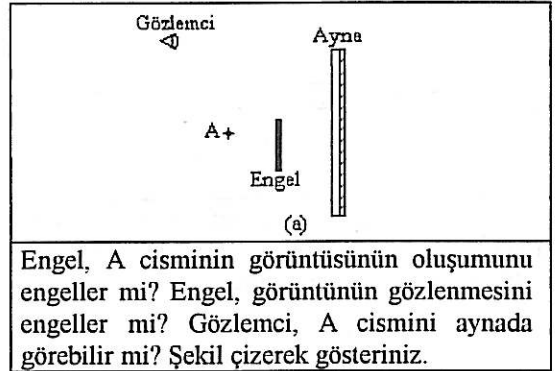 Gözlemci
Ayna
A
Engel
(a)
Engel, A cisminin görüntüsünün oluşumunu
engeller mi? Engel, görüntünün gözlenmesini
engeller mi? Gözlemci, A cismini aynada
görebilir mi? Şekil çizerek gösteriniz.